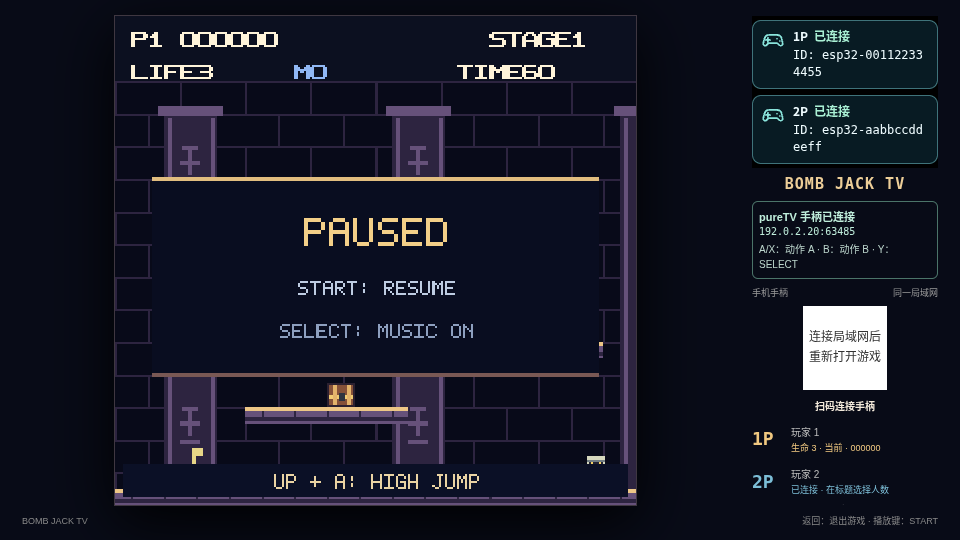 P1 000000 STAGE1
LIFE3 M0 TIME60
PAUSED
START: RESUME
SELECT: MUSIC ON
UP + A: HIGH JUMP
1P 已连接
ID: esp32-00112233
4455
2P 已连接
ID: esp32-aabbccdd
eeff
BOMB JACK TV
pureTV 手柄已连接
192.0.2.20:63485
A/X: 动作 A · B: 动作 B · Y:
SELECT
手机手柄 同一局域网
连接局域网后
重新打开游戏
扫码连接手柄
1P 玩家 1
生命 3 · 当前 · 000000
2P 玩家 2
已连接 · 在标题选择人数
BOMB JACK TV
返回: 退出游戏 · 播放键: START